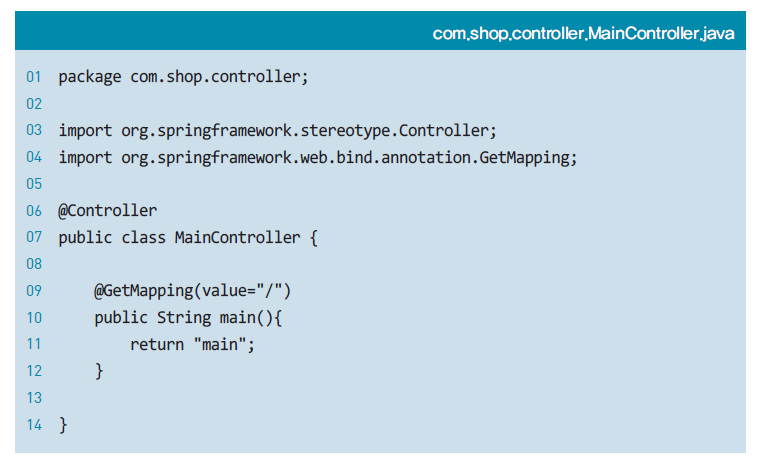 com.shop.controller.MainController.java
01 package com.shop.controller;
02
03 import org.springframework.stereotype.Controller;
04 import org.springframework.web.bind.annotation.GetMapping;
05
06 @Controller
07 public class MainController {
08
09     @GetMapping(value="/")
10     public String main(){
11         return "main";
12     }
13
14 }